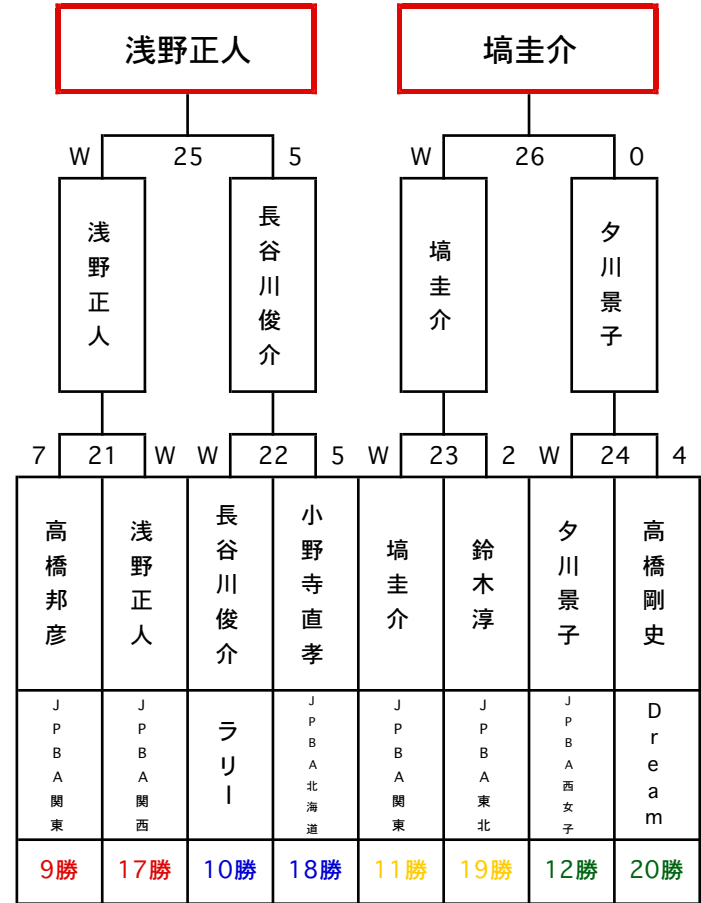 浅野正人 塙圭介
W 25 5 W 26 0
浅野正人 長谷川俊介 塙圭介 夕川景子
7 21 W W 22 5 W 23 2 W 24 4
高橋邦彦 浅野正人 長谷川俊介 小野寺直孝 塙圭介 鈴木淳 夕川景子 高橋剛史
JPBA関東 JPBA関西 ラリー JPBA北海道 JPBA関東 JPBA東北 JPBA西女子 Dream
9勝 17勝 10勝 18勝 11勝 19勝 12勝 20勝